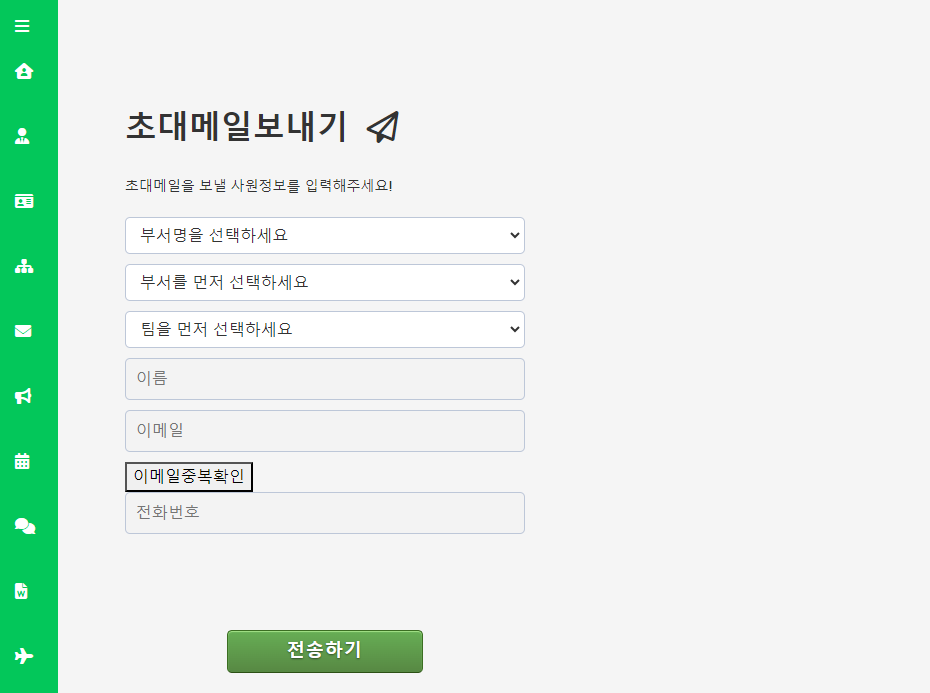 초대메일보내기
초대메일을 보낼 사원정보를 입력해주세요!
부서명을 선택하세요
부서를 먼저 선택하세요
팀을 먼저 선택하세요
이름
이메일
이메일중복확인
전화번호
전송하기